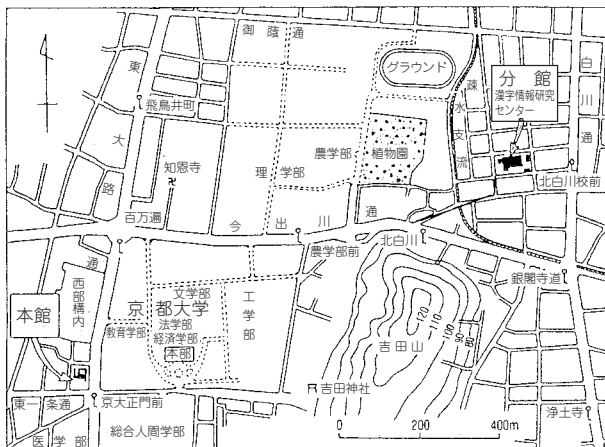 御蔭通
東大路通
飛鳥井町
知恩寺
理学部
農学部
植物園
グラウンド
疎水支流
分館
漢字情報研究
センター
白川通
北白川校前
百万遍
今出川通
農学部前
北白川
銀閣寺道
西部構内
本館
京都大学
文学部
法学部
経済学部
教育学部
本部
工学部
吉田山
120
110
100
90
80
吉田神社
東一条通
京大正門前
総合人間学部
医学部
浄土寺
0
200
400m